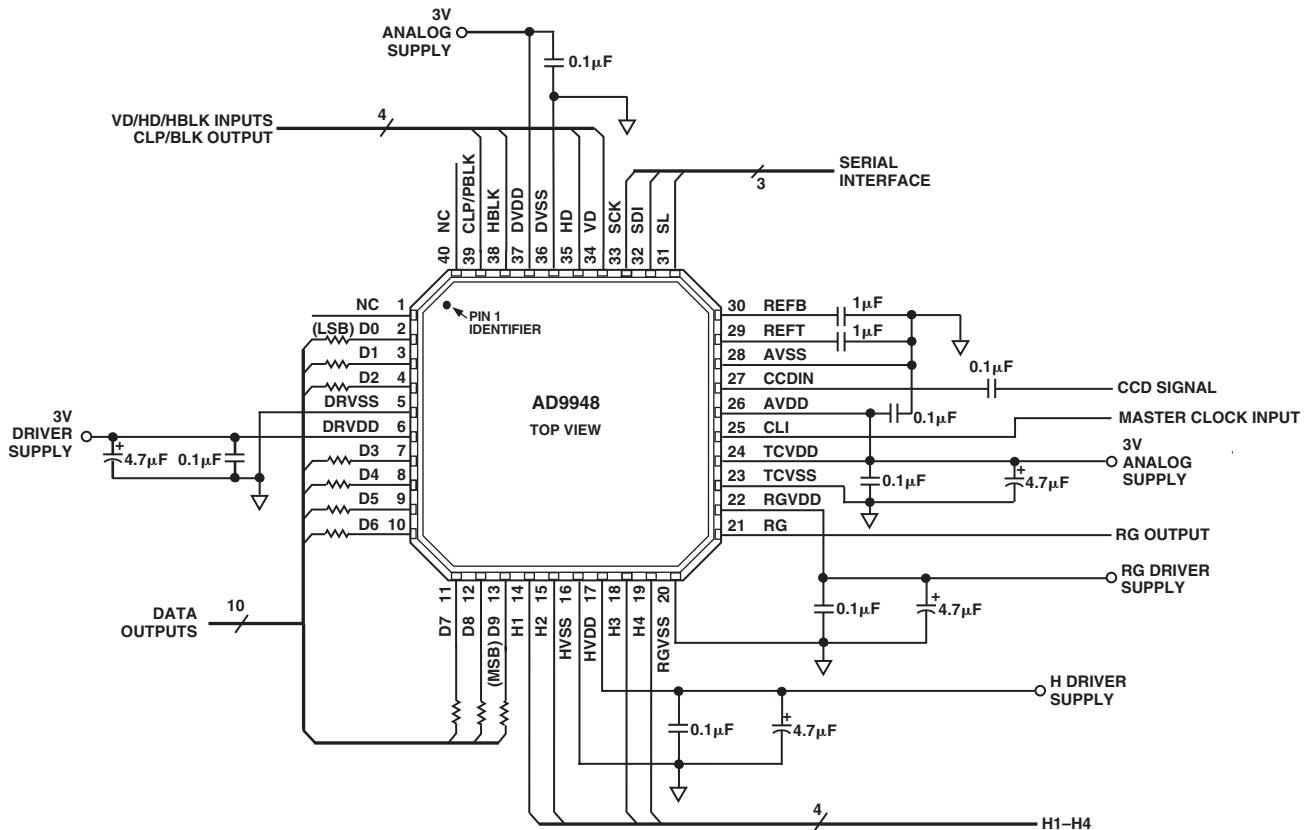 3V
ANALOG
SUPPLY
0.1µF
VD/HD/HBLK INPUTS
CLP/BLK OUTPUT
4
SERIAL
INTERFACE
3
40 NC
39 CLP/PBLK
38 HBLK
37 DVDD
36 DVSS
35 HD
34 VD
33 SCK
32 SDI
31 SL
NC 1
(LSB) D0 2
D1 3
D2 4
DRVSS 5
DRVDD 6
D3 7
D4 8
D5 9
D6 10
PIN 1
IDENTIFIER
AD9948
TOP VIEW
30 REFB
29 REFT
28 AVSS
27 CCDIN
26 AVDD
25 CLI
24 TCVDD
23 TCVSS
22 RGVDD
21 RG
1µF
1µF
0.1µF
CCD SIGNAL
0.1µF
MASTER CLOCK INPUT
3V
ANALOG
SUPPLY
0.1µF
+
4.7µF
RG OUTPUT
3V
DRIVER
SUPPLY
+
4.7µF
0.1µF
RG DRIVER
SUPPLY
0.1µF
+
4.7µF
DATA
OUTPUTS
10
D7 11
D8 12
(MSB) D9 13
H1 14
H2 15
HVSS 16
HVDD 17
H3 18
H4 19
RGVSS 20
H DRIVER
SUPPLY
0.1µF
+
4.7µF
4
H1–H4